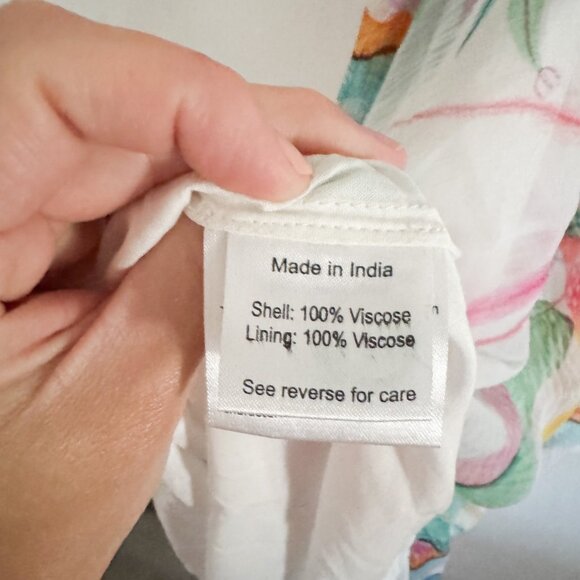 Made in India
Shell: 100% Viscose
Lining: 100% Viscose
See reverse for care